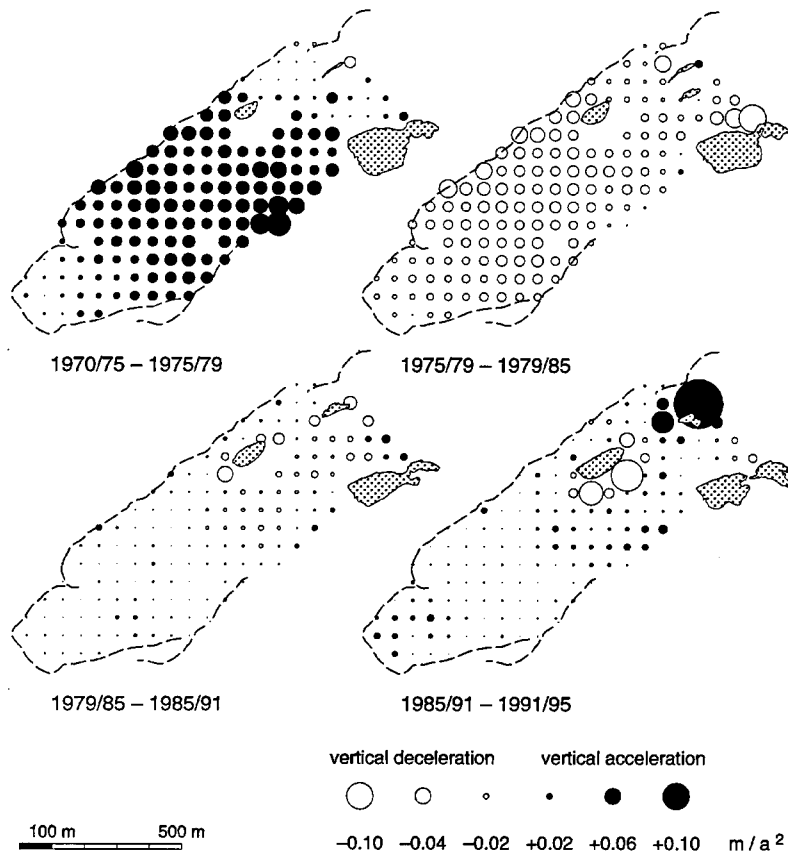 1970/75 – 1975/79
1975/79 – 1979/85
1979/85 – 1985/91
1985/91 – 1991/95
vertical deceleration vertical acceleration
100 m 500 m
–0.10 –0.04 –0.02 +0.02 +0.06 +0.10 m / a²